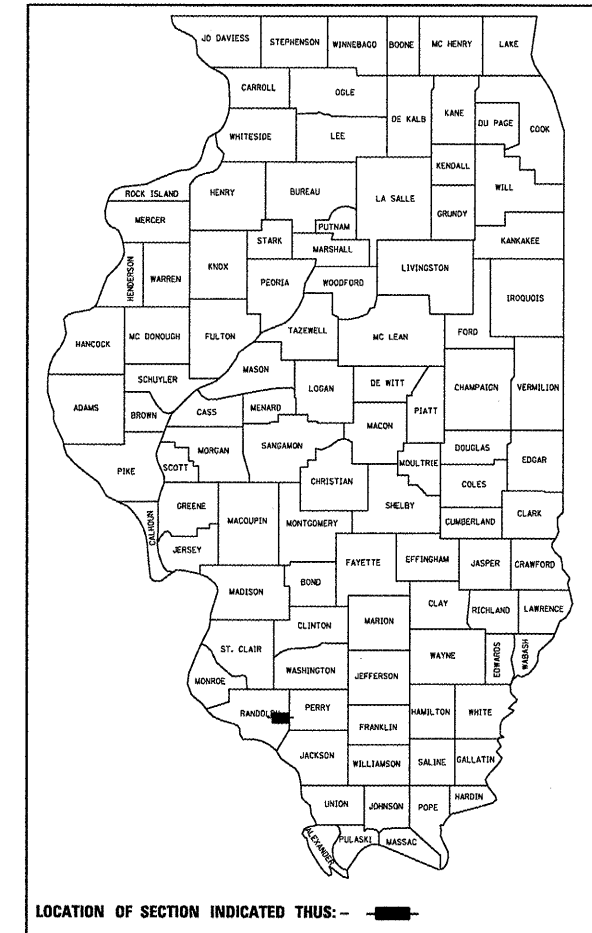 JO DAVIESS STEPHENSON WINNEBAGO BOONE MC HENRY LAKE
CARROLL OGLE DE KALB KANE DU PAGE COOK
WHITESIDE LEE KENDALL WILL
ROCK ISLAND HENRY BUREAU LA SALLE GRUNDY
MERCER PUTNAM KANKAKEE
STARK MARSHALL
HENDERSON WARREN KNOX PEORIA WOODFORD LIVINGSTON IROQUOIS
HANCOCK MC DONOUGH FULTON TAZEWELL MC LEAN FORD
SCHUYLER MASON LOGAN DE WITT CHAMPAIGN VERMILION
ADAMS BROWN CASS MENARD MACON PIATT
PIKE SCOTT MORGAN SANGAMON CHRISTIAN MOULTRIE DOUGLAS EDGAR
COLES
CALHOUN GREENE MACOUPIN MONTGOMERY SHELBY CUMBERLAND CLARK
JERSEY FAYETTE EFFINGHAM JASPER CRAWFORD
MADISON BOND CLAY RICHLAND LAWRENCE
CLINTON MARION
ST. CLAIR WASHINGTON JEFFERSON WAYNE EDWARDS WABASH
MONROE
RANDOLPH PERRY FRANKLIN HAMILTON WHITE
JACKSON WILLIAMSON SALINE GALLATIN
UNION JOHNSON POPE HARDIN
ALEXANDER PULASKI MASSAC
LOCATION OF SECTION INDICATED THUS: -